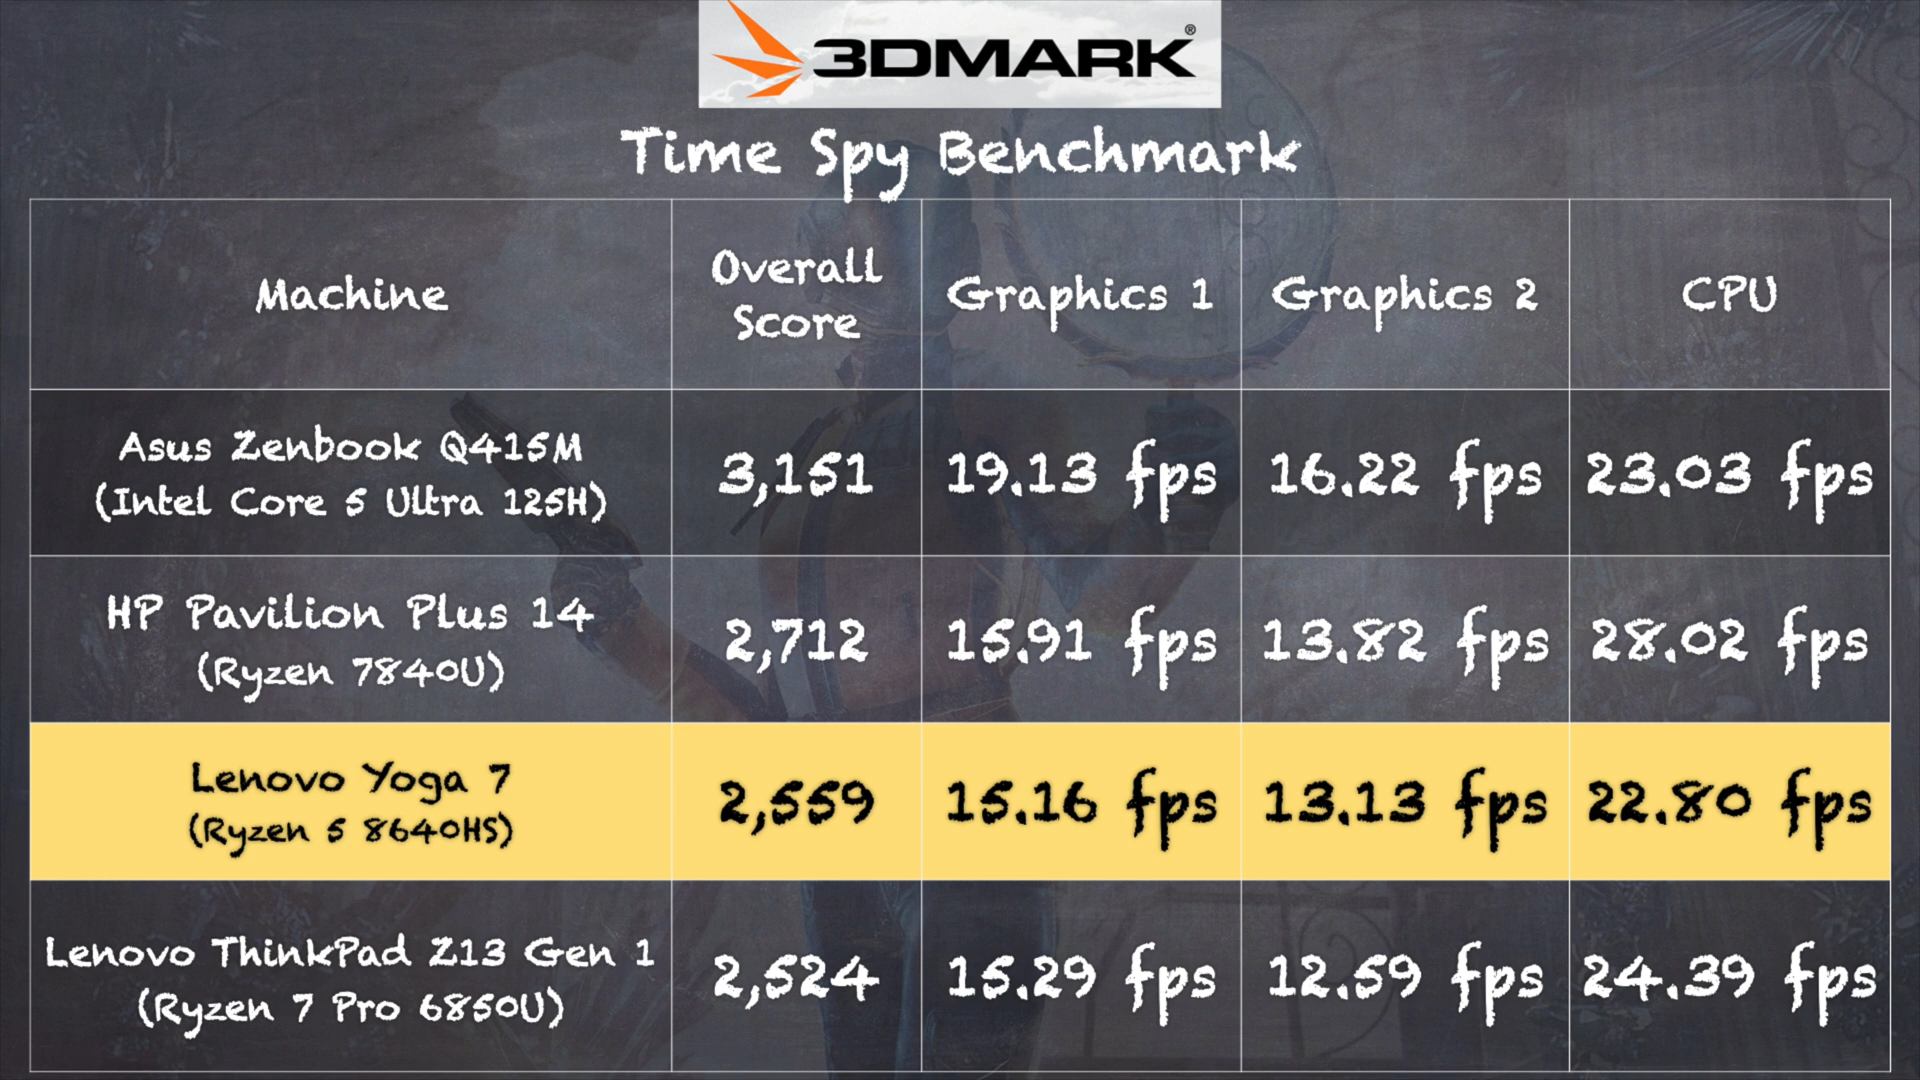 3DMARK®
Time Spy Benchmark
Machine
Overall
Score
Graphics 1
Graphics 2
CPU
Asus Zenbook Q415M
(Intel Core 5 Ultra 125H)
3,151
19.13 fps
16.22 fps
23.03 fps
HP Pavilion Plus 14
(Ryzen 7840U)
2,712
15.91 fps
13.82 fps
28.02 fps
Lenovo Yoga 7
(Ryzen 5 8640HS)
2,559
15.16 fps
13.13 fps
22.80 fps
Lenovo ThinkPad Z13 Gen 1
(Ryzen 7 Pro 6850U)
2,524
15.29 fps
12.59 fps
24.39 fps